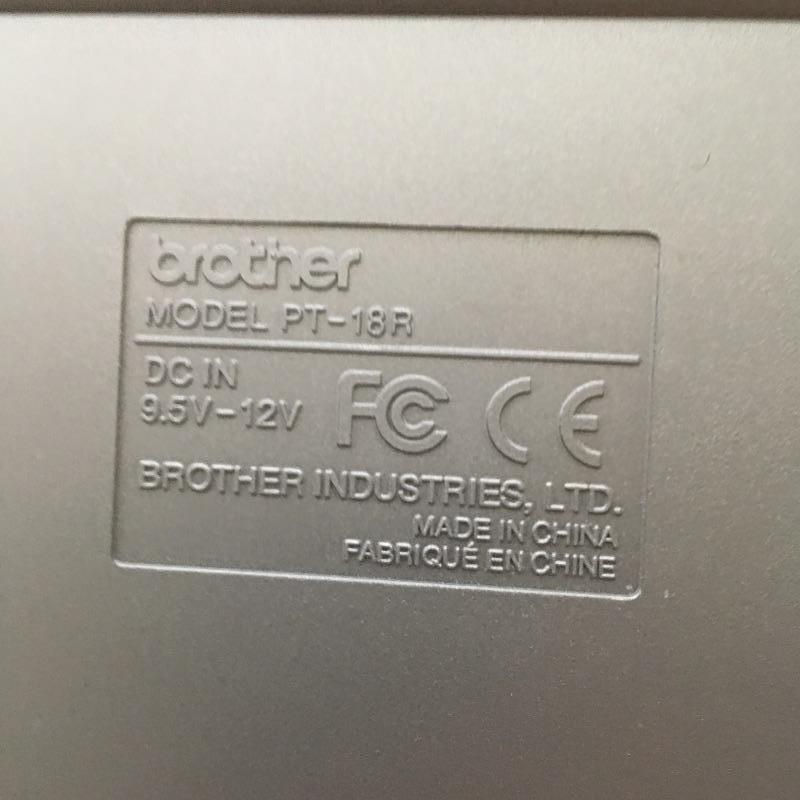 brother
MODEL PT-18R
DC IN
9.5V-12V
FC CE
BROTHER INDUSTRIES, LTD.
MADE IN CHINA
FABRIQUÉ EN CHINE